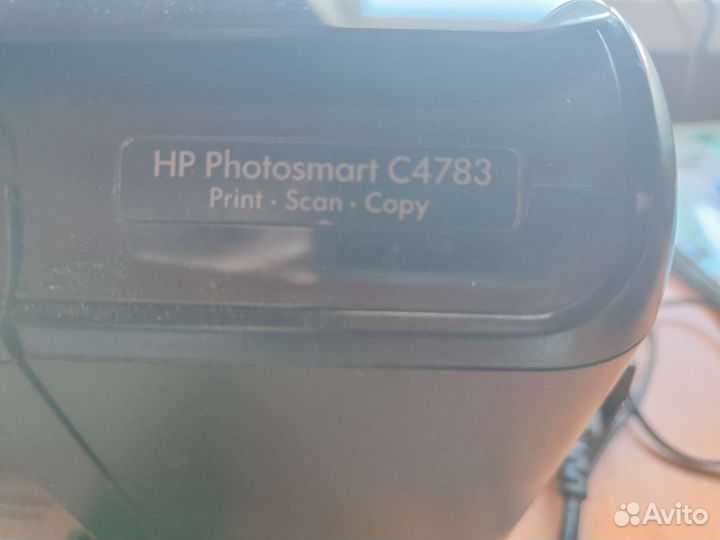 HP Photosmart C4783
Print · Scan · Copy
Avito